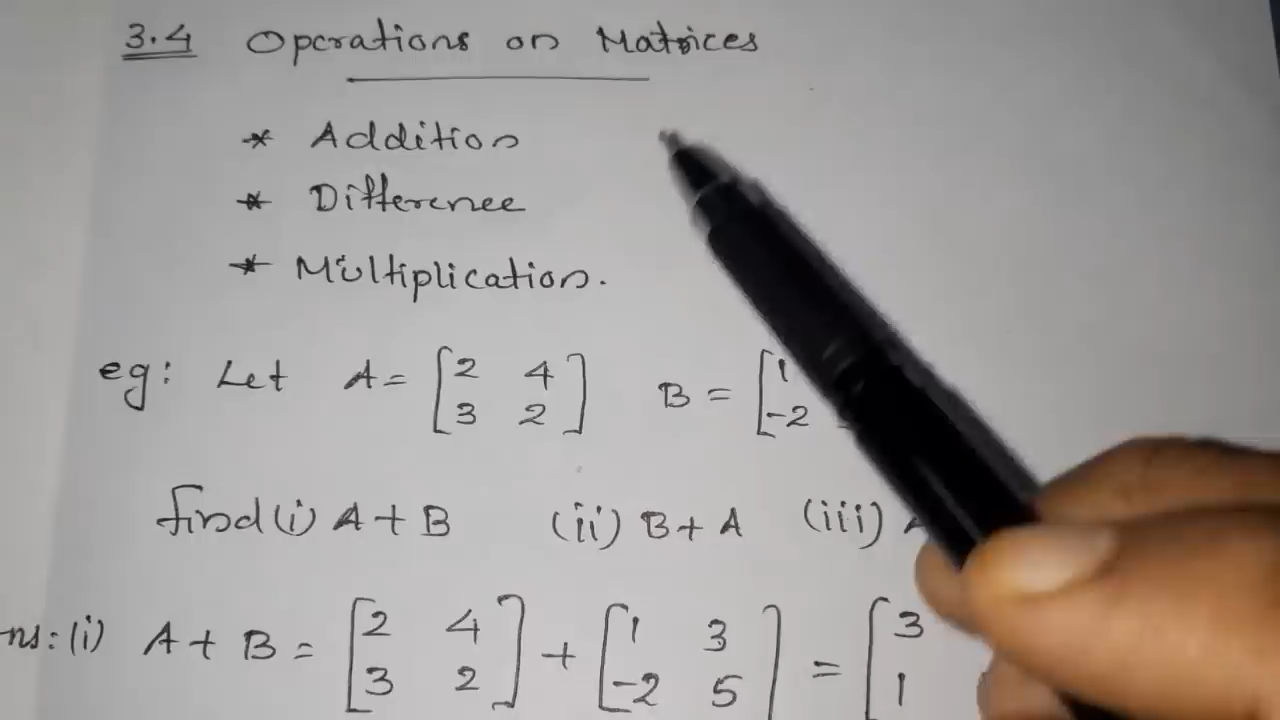 3.4 Operations on Matrices
* Addition
* Difference
* Multiplication.
eg: Let A = [2 4 B = [1
3 2] -2
find (i) A + B (ii) B + A (iii)
ns: (i) A + B = [2 4 + [1 3 = [3
3 2] -2 5] 1